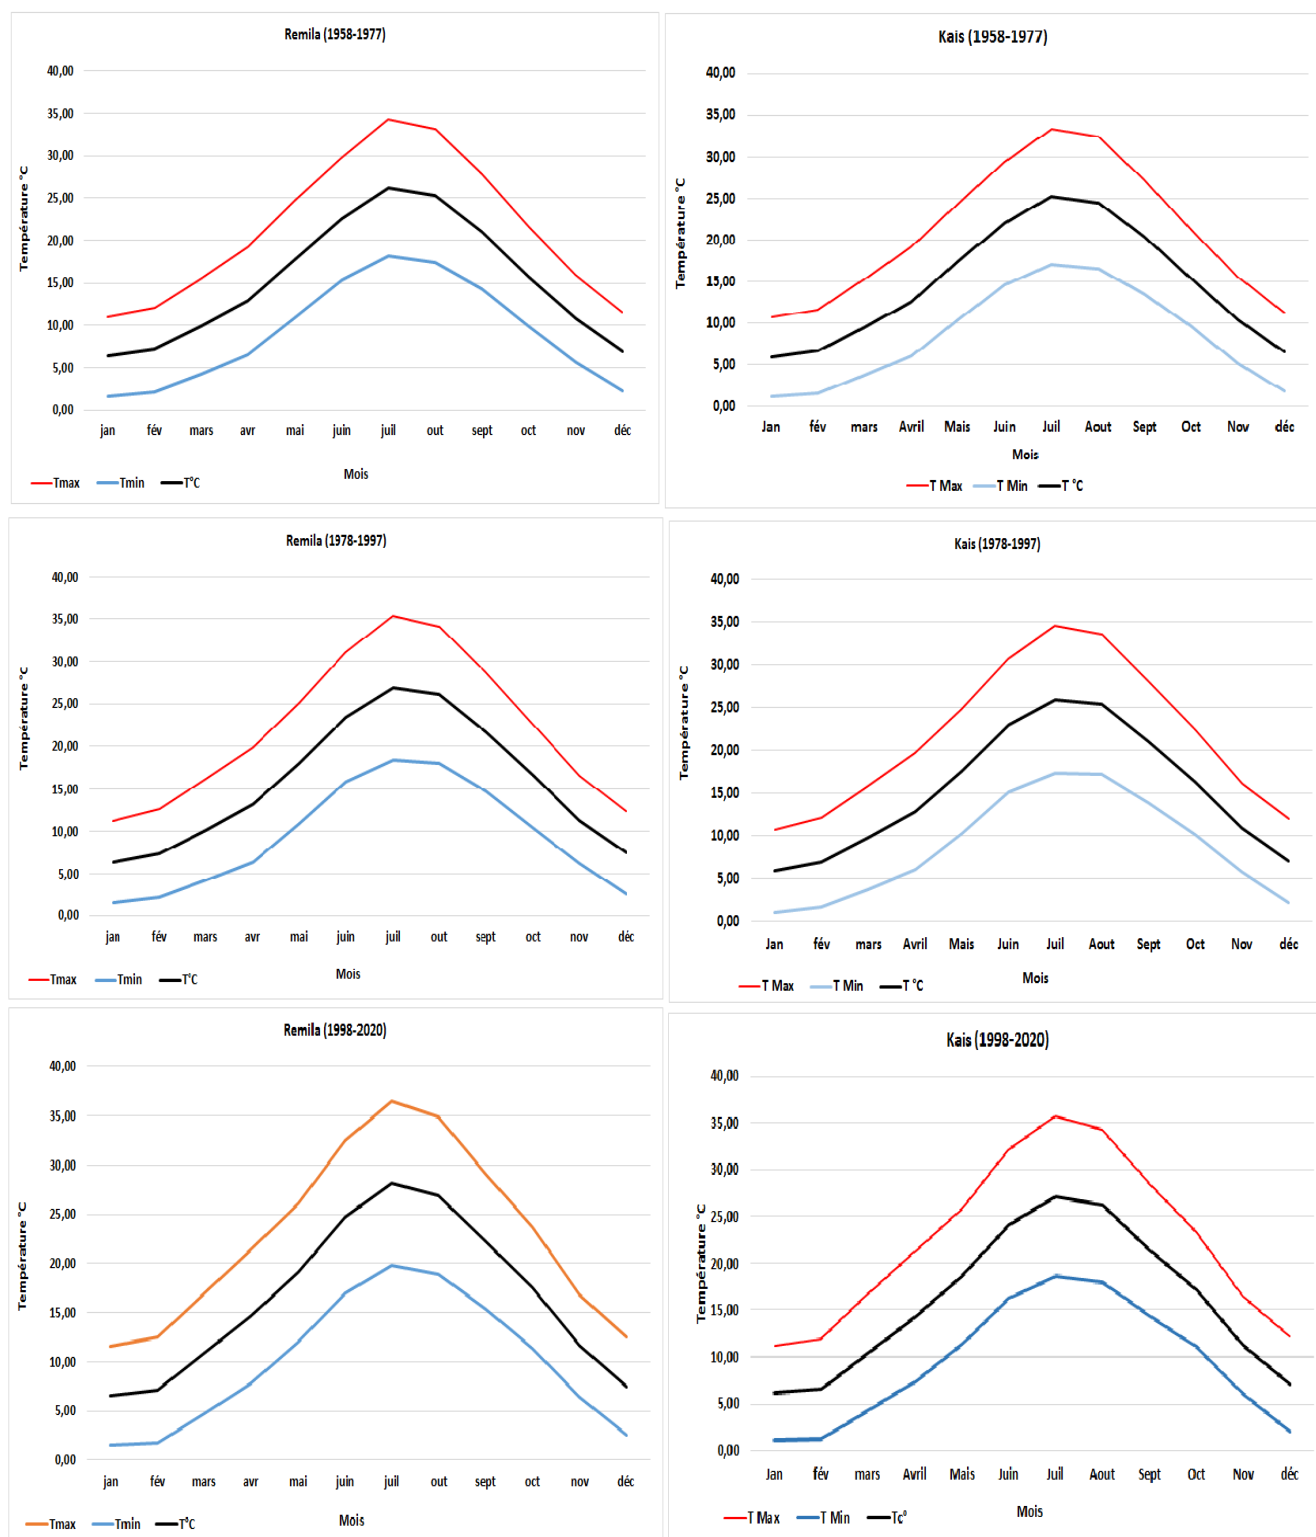 Remila (1958-1977)
40,00
35,00
30,00
25,00
20,00
15,00
10,00
5,00
0,00
Température °C
jan fév mars avr mai juin juil out sept oct nov déc
Mois
Tmax Tmin T°C
Kais (1958-1977)
40,00
35,00
30,00
25,00
20,00
15,00
10,00
5,00
0,00
Température °C
Jan fév mars Avril Mais Juin Juil Aout Sept Oct Nov déc
Mois
T Max T Min T °C
Remila (1978-1997)
40,00
35,00
30,00
25,00
20,00
15,00
10,00
5,00
0,00
Température °C
jan fév mars avr mai juin juil out sept oct nov déc
Mois
Tmax Tmin T°C
Kais (1978-1997)
40,00
35,00
30,00
25,00
20,00
15,00
10,00
5,00
0,00
Température °C
Jan fév mars Avril Mais Juin Juil Aout Sept Oct Nov déc
Mois
T Max T Min T °C
Remila (1998-2020)
40,00
35,00
30,00
25,00
20,00
15,00
10,00
5,00
0,00
Température °C
jan fév mars avr mai juin juil out sept oct nov déc
Mois
Tmax Tmin T°C
Kais (1998-2020)
40,00
35,00
30,00
25,00
20,00
15,00
10,00
5,00
0,00
Température °C
Jan fév mars Avril Mais Juin Juil Aout Sept Oct Nov déc
Mois
T Max T Min Tc°